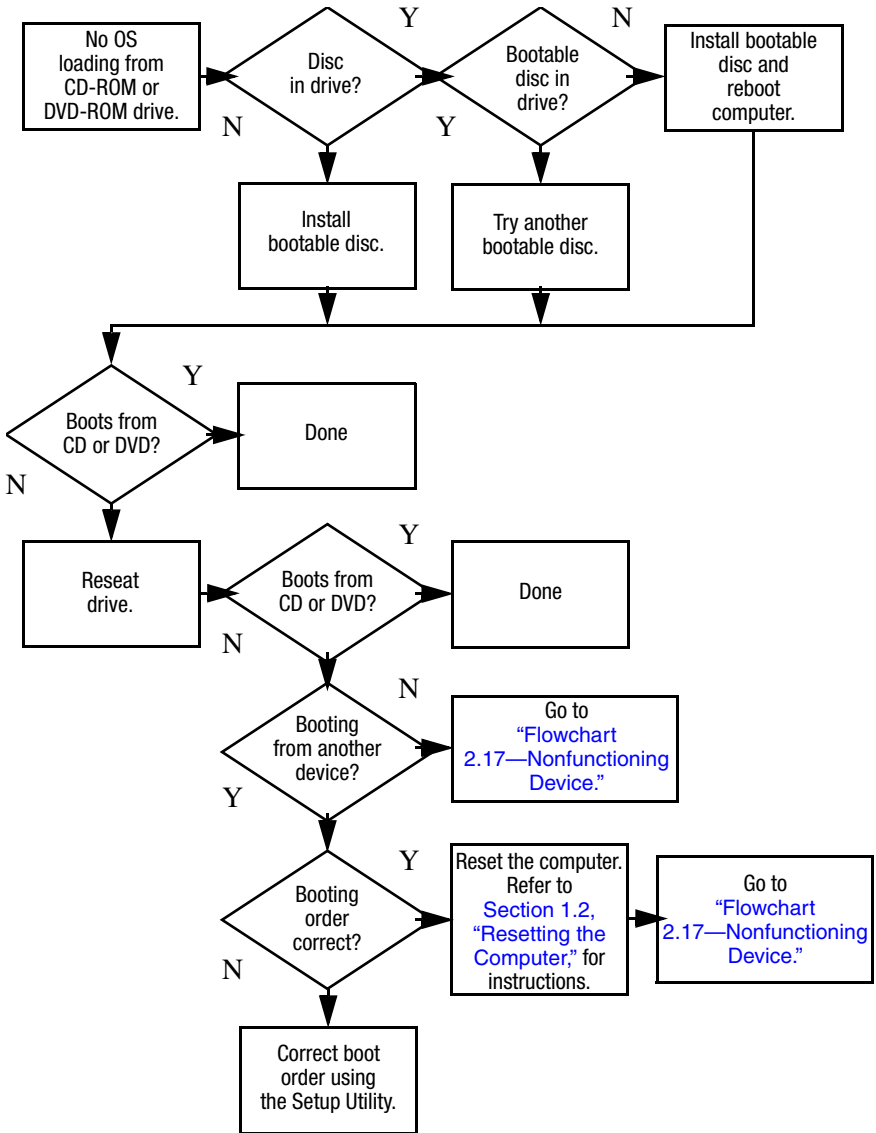 No OS
loading from
CD-ROM or
DVD-ROM drive.
Disc
in drive?
Y
N
Bootable
disc in
drive?
N
Y
Install bootable
disc and
reboot
computer.
Install
bootable disc.
Try another
bootable disc.
Boots from
CD or DVD?
Y
N
Done
Reseat
drive.
Boots from
CD or DVD?
Y
N
Done
Booting
from another
device?
N
Y
Go to
“Flowchart
2.17—Nonfunctioning
Device.”
Booting
order
correct?
Y
N
Reset the computer.
Refer to
Section 1.2,
“Resetting the
Computer,” for
instructions.
Go to
“Flowchart
2.17—Nonfunctioning
Device.”
Correct boot
order using
the Setup Utility.